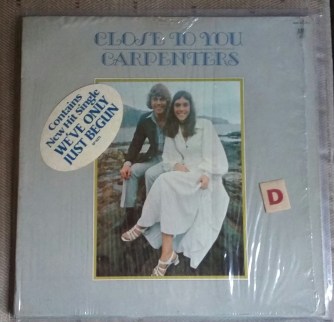 CLOSE TO YOU
CARPENTERS
Contains
New Hit Single
WE'VE ONLY
JUST BEGUN
D